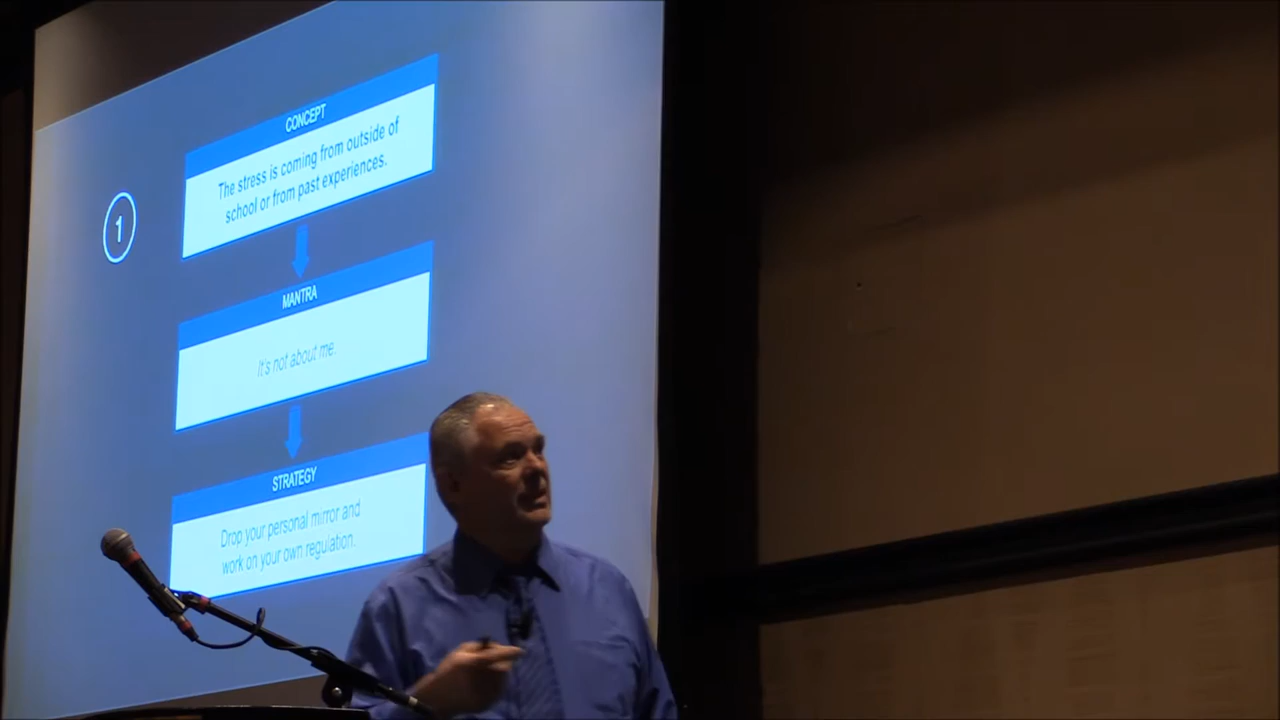 1
CONCEPT
The stress is coming from outside of
school or from past experiences.
MANTRA
It's not about me.
STRATEGY
Drop your personal mirror and
work on your own regulation.